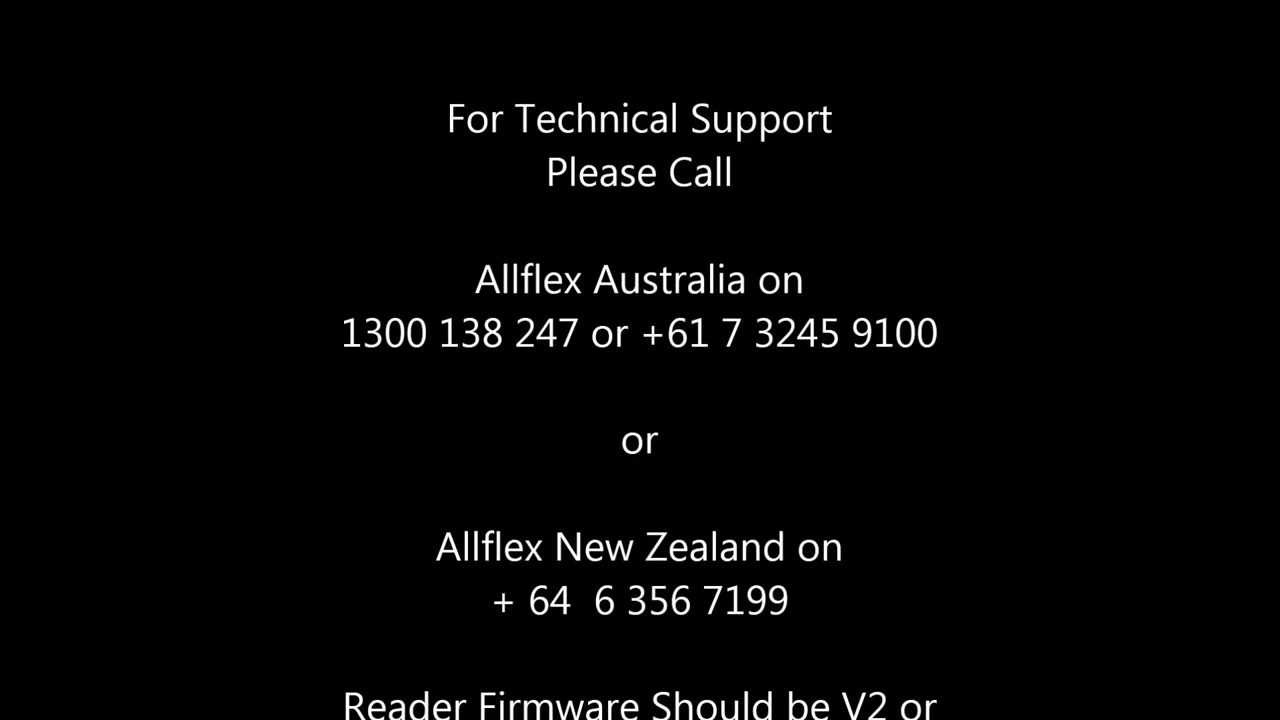 For Technical Support
Please Call
Allflex Australia on
1300 138 247 or +61 7 3245 9100
or
Allflex New Zealand on
+ 64  6 356 7199
Reader Firmware Should be V2 or